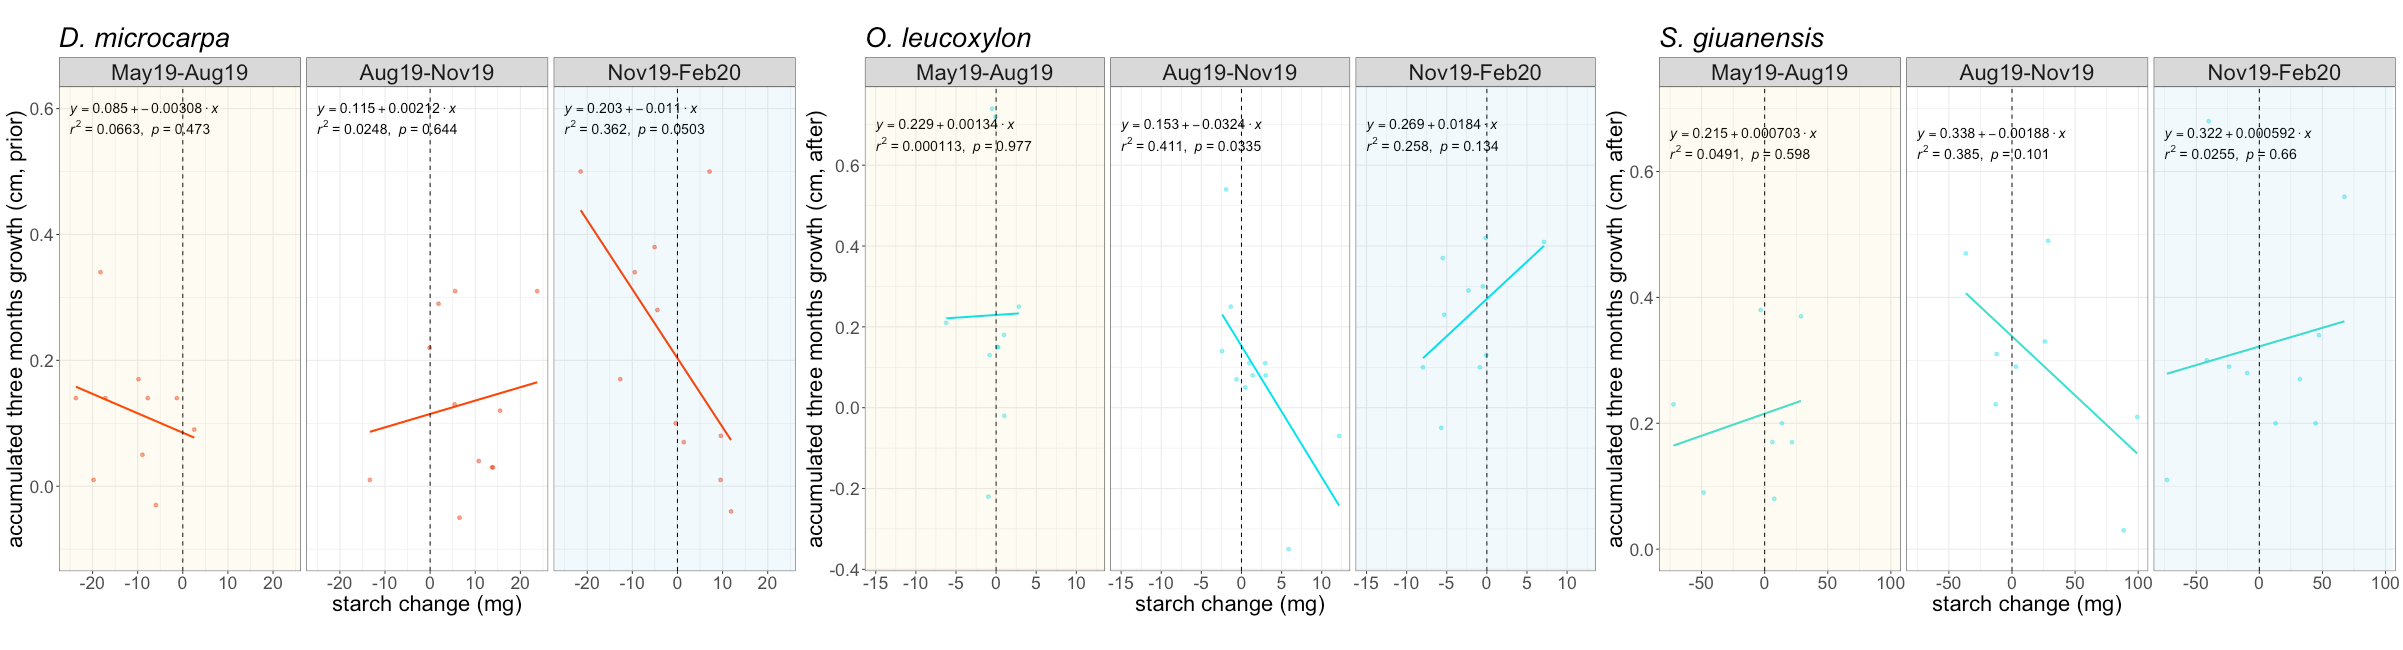 D. microcarpa
May19-Aug19 Aug19-Nov19 Nov19-Feb20
y = 0.085 + −0.00308 · x
r² = 0.0663, p = 0.473
y = 0.115 + 0.00212 · x
r² = 0.0248, p = 0.644
y = 0.203 + −0.011 · x
r² = 0.362, p = 0.0503
accumulated three months growth (cm, prior)
0.6
0.4
0.2
0.0
-20 -10 0 10 20 -20 -10 0 10 20 -20 -10 0 10 20
starch change (mg)
O. leucoxylon
May19-Aug19 Aug19-Nov19 Nov19-Feb20
y = 0.229 + 0.00134 · x
r² = 0.000113, p = 0.977
y = 0.153 + −0.0324 · x
r² = 0.411, p = 0.0335
y = 0.269 + 0.0184 · x
r² = 0.258, p = 0.134
accumulated three months growth (cm, after)
0.6
0.4
0.2
0.0
-0.2
-0.4
-15 -10 -5 0 5 10 -15 -10 -5 0 5 10 -15 -10 -5 0 5 10
starch change (mg)
S. giuanensis
May19-Aug19 Aug19-Nov19 Nov19-Feb20
y = 0.215 + 0.000703 · x
r² = 0.0491, p = 0.598
y = 0.338 + −0.00188 · x
r² = 0.385, p = 0.101
y = 0.322 + 0.000592 · x
r² = 0.0255, p = 0.66
accumulated three months growth (cm, after)
0.6
0.4
0.2
0.0
-50 0 50 100 -50 0 50 100 -50 0 50 100
starch change (mg)